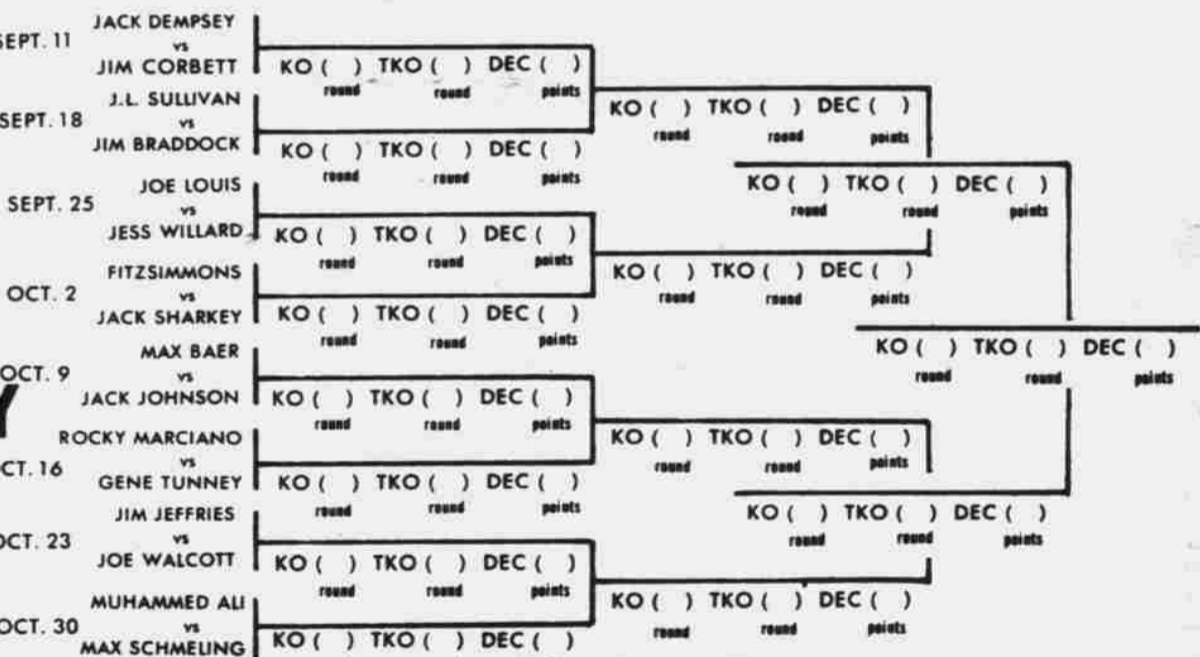 JACK DEMPSEY
SEPT. 11
vs
JIM CORBETT
KO ( ) TKO ( ) DEC ( )
round round points
J.L. SULLIVAN
SEPT. 18
vs
JIM BRADDOCK
KO ( ) TKO ( ) DEC ( )
round round points
KO ( ) TKO ( ) DEC ( )
round round points
JOE LOUIS
SEPT. 25
vs
JESS WILLARD
KO ( ) TKO ( ) DEC ( )
round round points
KO ( ) TKO ( ) DEC ( )
round round points
FITZSIMMONS
OCT. 2
vs
JACK SHARKEY
KO ( ) TKO ( ) DEC ( )
round round points
KO ( ) TKO ( ) DEC ( )
round round points
MAX BAER
OCT. 9
vs
JACK JOHNSON
KO ( ) TKO ( ) DEC ( )
round round points
KO ( ) TKO ( ) DEC ( )
round round points
Y
ROCKY MARCIANO
CT. 16
vs
GENE TUNNEY
KO ( ) TKO ( ) DEC ( )
round round points
KO ( ) TKO ( ) DEC ( )
round round points
JIM JEFFRIES
OCT. 23
vs
JOE WALCOTT
KO ( ) TKO ( ) DEC ( )
round round points
KO ( ) TKO ( ) DEC ( )
round round points
MUHAMMED ALI
OCT. 30
vs
MAX SCHMELING
KO ( ) TKO ( ) DEC ( )
KO ( ) TKO ( ) DEC ( )
round round points